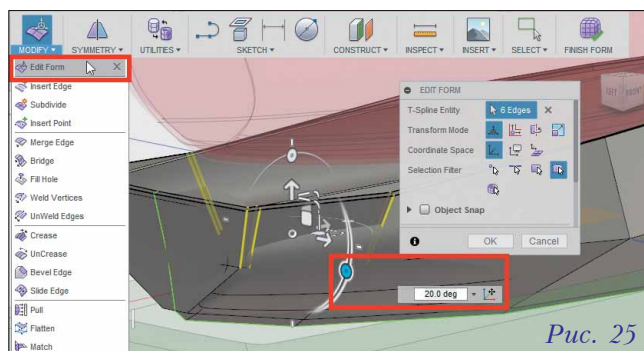 MODIFY SYMMETRY UTILITIES SKETCH CONSTRUCT INSPECT INSERT SELECT FINISH FORM
Edit Form
Insert Edge
Subdivide
Insert Point
Merge Edge
Bridge
Fill Hole
Weld Vertices
UnWeld Edges
Crease
UnCrease
Bevel Edge
Slide Edge
Pull
Flatten
Match
EDIT FORM
T-Spline Entity 6 Edges
Transform Mode
Coordinate Space
Selection Filter
Object Snap
OK Cancel
20.0 deg
LEFT
Рис. 25